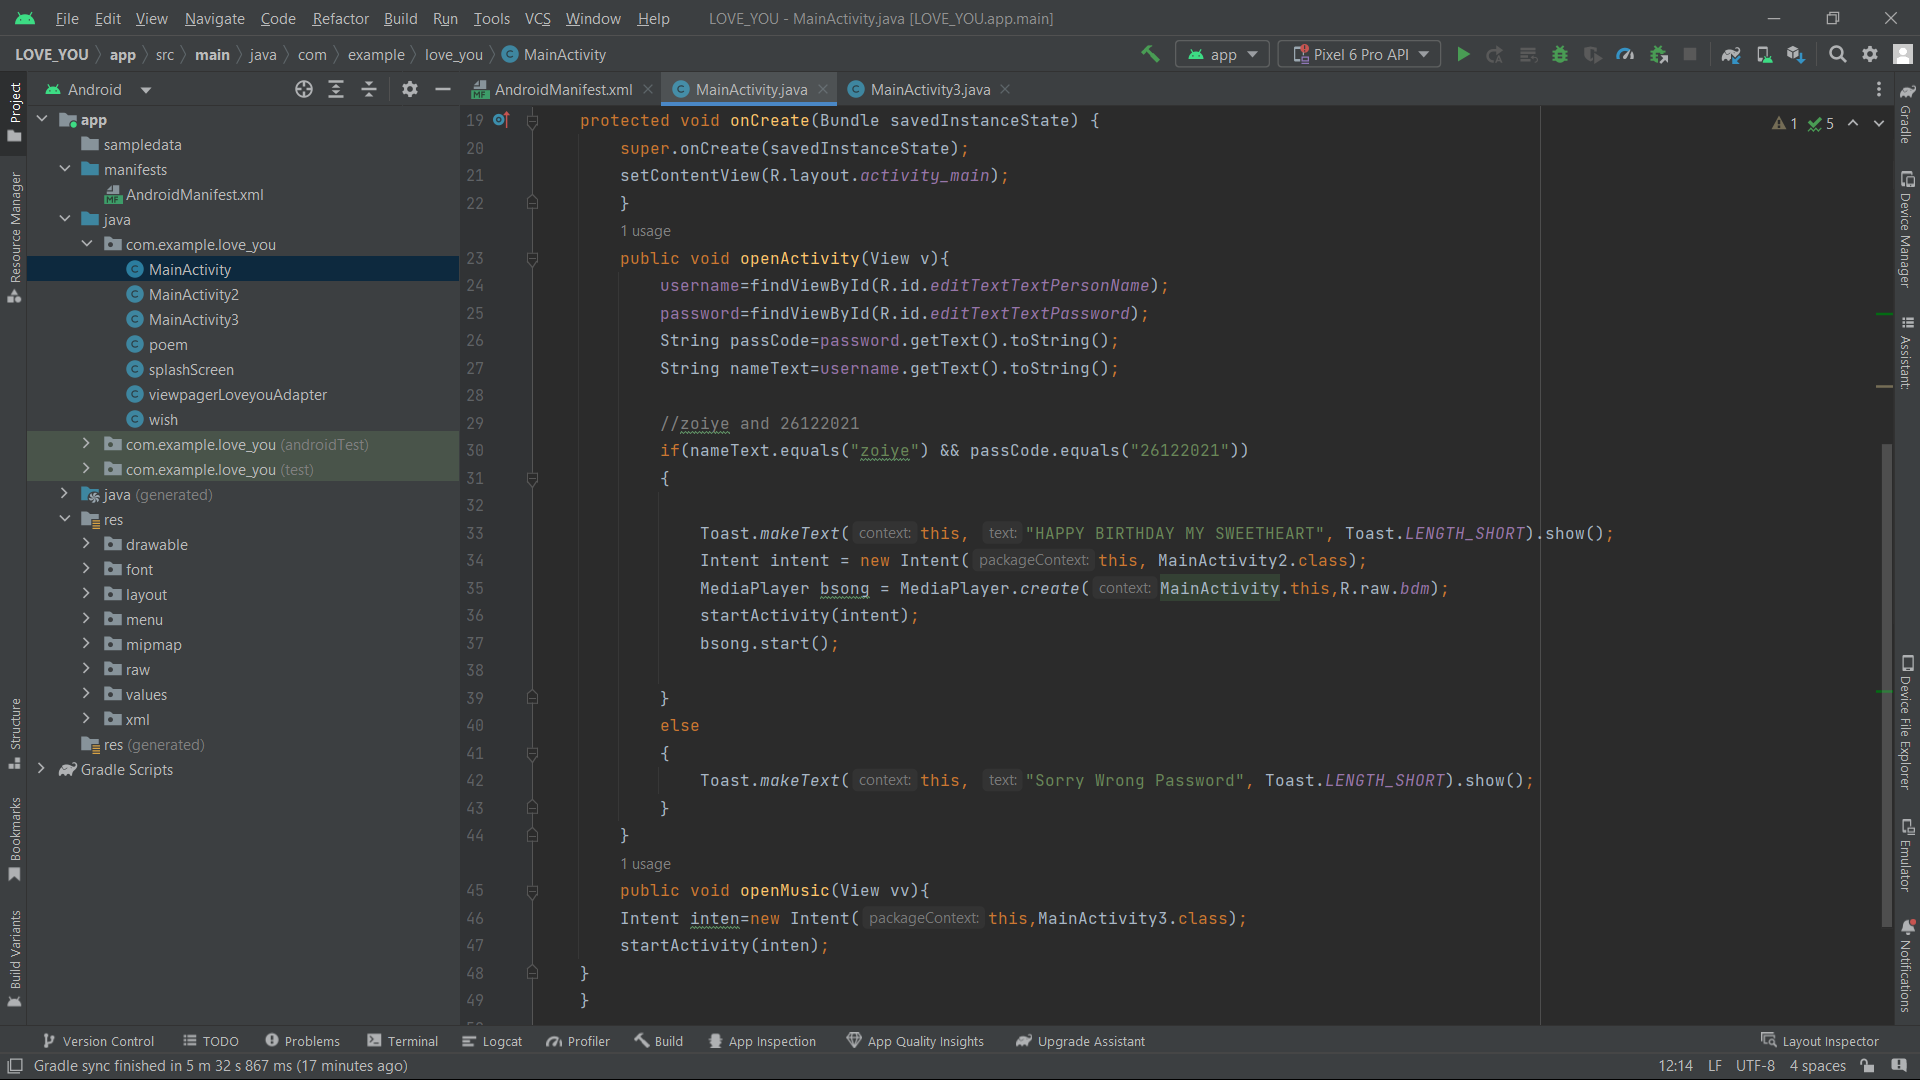 File Edit View Navigate Code Refactor Build Run Tools VCS Window Help LOVE_YOU - MainActivity.java [LOVE_YOU.app.main]
LOVE_YOU app src main java com example love_you MainActivity app Pixel 6 Pro API
Android AndroidManifest.xml MainActivity.java MainActivity3.java
Project
Resource Manager
Structure
Bookmarks
Build Variants
app
sampledata
manifests
AndroidManifest.xml
java
com.example.love_you
MainActivity
MainActivity2
MainActivity3
poem
splashScreen
viewpagerLoveyouAdapter
wish
com.example.love_you (androidTest)
com.example.love_you (test)
java (generated)
res
drawable
font
layout
menu
mipmap
raw
values
xml
res (generated)
Gradle Scripts
1 5
19 protected void onCreate(Bundle savedInstanceState) {
20 super.onCreate(savedInstanceState);
21 setContentView(R.layout.activity_main);
22 }
1 usage
23 public void openActivity(View v){
24 username=findViewById(R.id.editTextTextPersonName);
25 password=findViewById(R.id.editTextTextPassword);
26 String passCode=password.getText().toString();
27 String nameText=username.getText().toString();
28
29 //zoiye and 26122021
30 if(nameText.equals("zoiye") && passCode.equals("26122021"))
31 {
32
33 Toast.makeText( context: this, text: "HAPPY BIRTHDAY MY SWEETHEART", Toast.LENGTH_SHORT).show();
34 Intent intent = new Intent( packageContext: this, MainActivity2.class);
35 MediaPlayer bsong = MediaPlayer.create( context: MainActivity.this,R.raw.bdm);
36 startActivity(intent);
37 bsong.start();
38
39 }
40 else
41 {
42 Toast.makeText( context: this, text: "Sorry Wrong Password", Toast.LENGTH_SHORT).show();
43 }
44 }
1 usage
45 public void openMusic(View vv){
46 Intent inten=new Intent( packageContext: this,MainActivity3.class);
47 startActivity(inten);
48 }
49 }
Gradle
Device Manager
Assistant:
Device File Explorer
Emulator
Notifications
Version Control TODO Problems Terminal Logcat Profiler Build App Inspection App Quality Insights Upgrade Assistant Layout Inspector
Gradle sync finished in 5 m 32 s 867 ms (17 minutes ago) 12:14 LF UTF-8 4 spaces